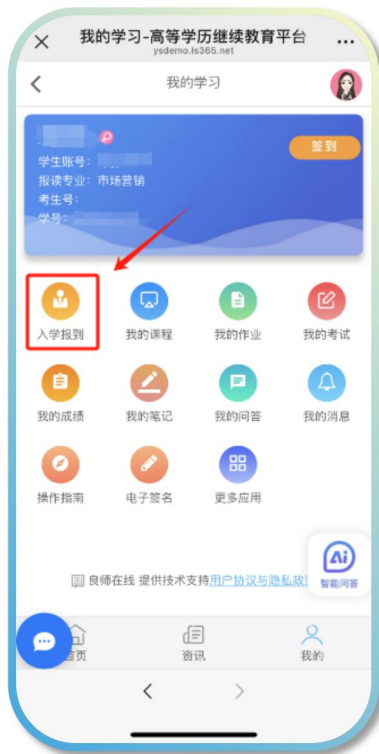 我的学习-高等学历继续教育平台
ysdemo.ls365.net
我的学习
签到
学生账号：
报读专业：市场营销
考生号：
学号：
入学报到 我的课程 我的作业 我的考试
我的成绩 我的笔记 我的问答 我的消息
操作指南 电子签名 更多应用
Ai
智能问答
良师在线 提供技术支持用户协议与隐私政
首页 资讯 我的